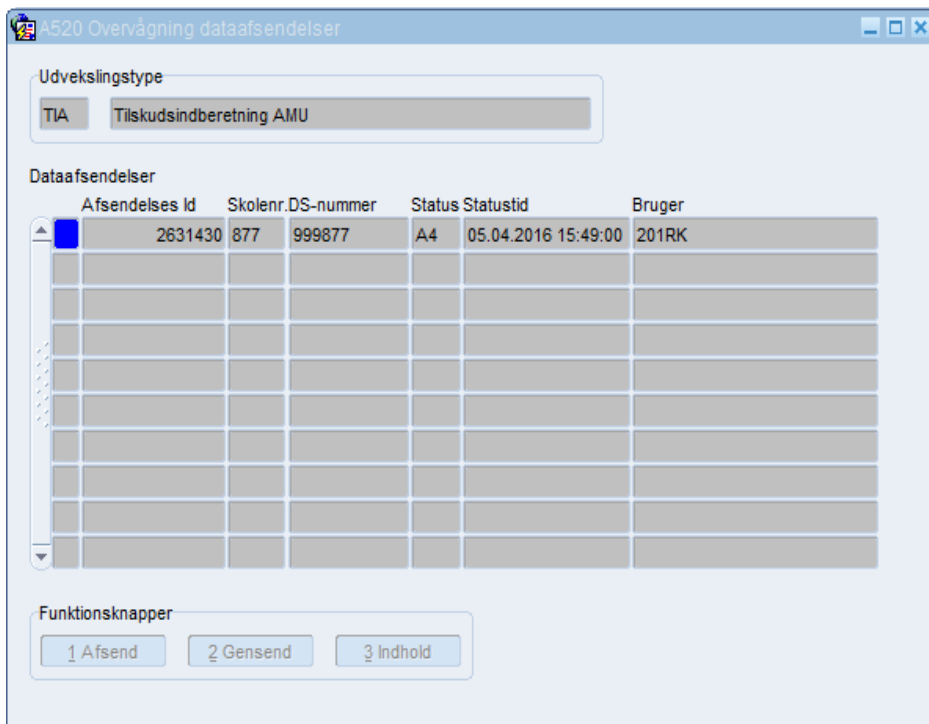 A520 Overvågning dataafsendelser
Udvekslingstype
TIA Tilskudsindberetning AMU
Dataafsendelser
Afsendelses Id Skolenr. DS-nummer Status Statustid Bruger
2631430 877 999877 A4 05.04.2016 15:49:00 201RK
Funktionsknapper
1 Afsend 2 Gensend 3 Indhold